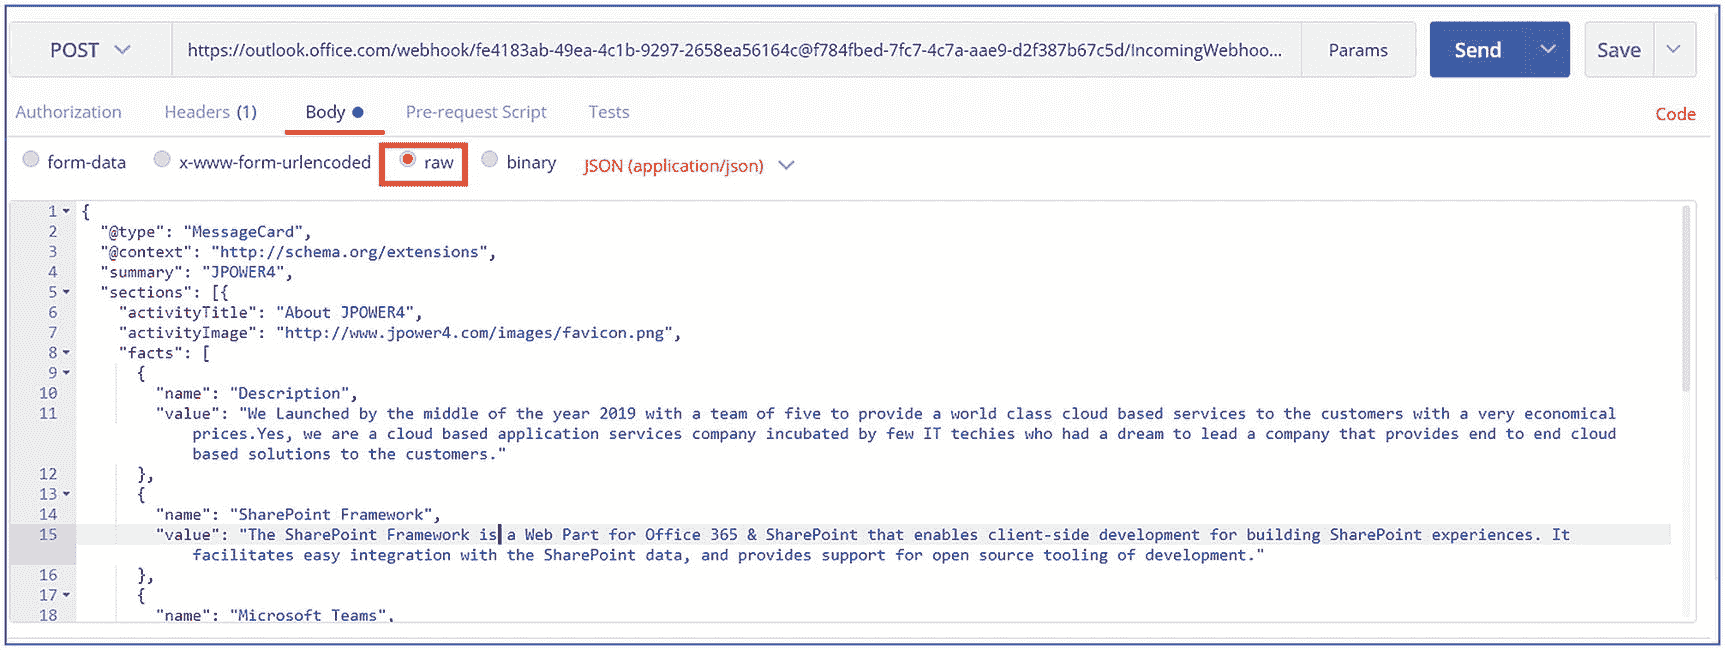 POST https://outlook.office.com/webhook/fe4183ab-49ea-4c1b-9297-2658ea56164c@f784fbed-7fc7-4c7a-aae9-d2f387b67c5d/IncomingWebhoo... Params Send Save
Authorization Headers (1) Body Pre-request Script Tests Code
form-data x-www-form-urlencoded raw binary JSON (application/json)
1 {
2 "@type": "MessageCard",
3 "@context": "http://schema.org/extensions",
4 "summary": "JPOWER4",
5 "sections": [{
6 "activityTitle": "About JPOWER4",
7 "activityImage": "http://www.jpower4.com/images/favicon.png",
8 "facts": [
9 {
10 "name": "Description",
11 "value": "We Launched by the middle of the year 2019 with a team of five to provide a world class cloud based services to the customers with a very economical
prices.Yes, we are a cloud based application services company incubated by few IT techies who had a dream to lead a company that provides end to end cloud
based solutions to the customers."
12 },
13 {
14 "name": "SharePoint Framework",
15 "value": "The SharePoint Framework is a Web Part for Office 365 & SharePoint that enables client-side development for building SharePoint experiences. It
facilitates easy integration with the SharePoint data, and provides support for open source tooling of development."
16 },
17 {
18 "name": "Microsoft Teams",